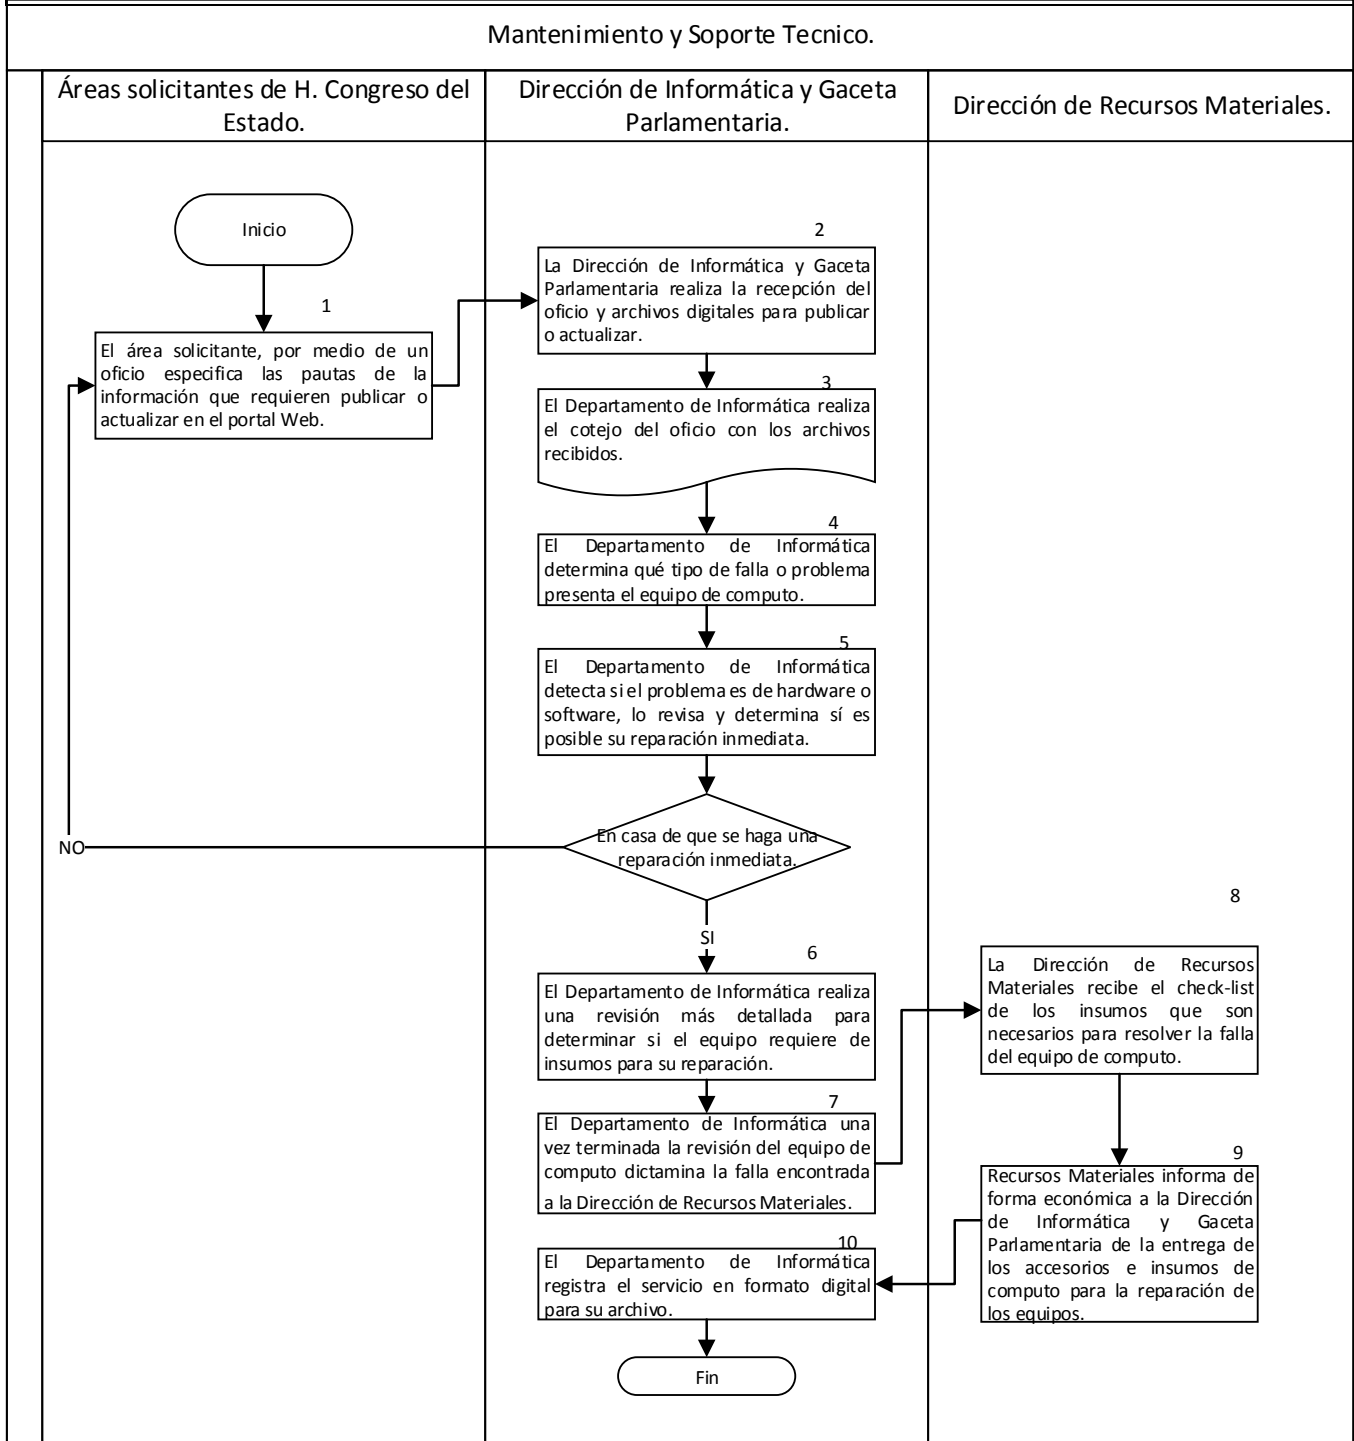 Mantenimiento y Soporte Tecnico.
Áreas solicitantes de H. Congreso del
Estado.
Dirección de Informática y Gaceta
Parlamentaria.
Dirección de Recursos Materiales.
Inicio
1
El área solicitante, por medio de un
oficio especifica las pautas de la
información que requieren publicar o
actualizar en el portal Web.
2
La Dirección de Informática y Gaceta
Parlamentaria realiza la recepción del
oficio y archivos digitales para publicar
o actualizar.
3
El Departamento de Informática realiza
el cotejo del oficio con los archivos
recibidos.
4
El Departamento de Informática
determina qué tipo de falla o problema
presenta el equipo de computo.
5
El Departamento de Informática
detecta si el problema es de hardware o
software, lo revisa y determina sí es
posible su reparación inmediata.
En casa de que se haga una
reparación inmediata.
NO
SI
6
El Departamento de Informática realiza
una revisión más detallada para
determinar si el equipo requiere de
insumos para su reparación.
7
El Departamento de Informática una
vez terminada la revisión del equipo de
computo dictamina la falla encontrada
a la Dirección de Recursos Materiales.
8
La Dirección de Recursos
Materiales recibe el check-list
de los insumos que son
necesarios para resolver la falla
del equipo de computo.
9
Recursos Materiales informa de
forma económica a la Dirección
de Informática y Gaceta
Parlamentaria de la entrega de
los accesorios e insumos de
computo para la reparación de
los equipos.
10
El Departamento de Informática
registra el servicio en formato digital
para su archivo.
Fin